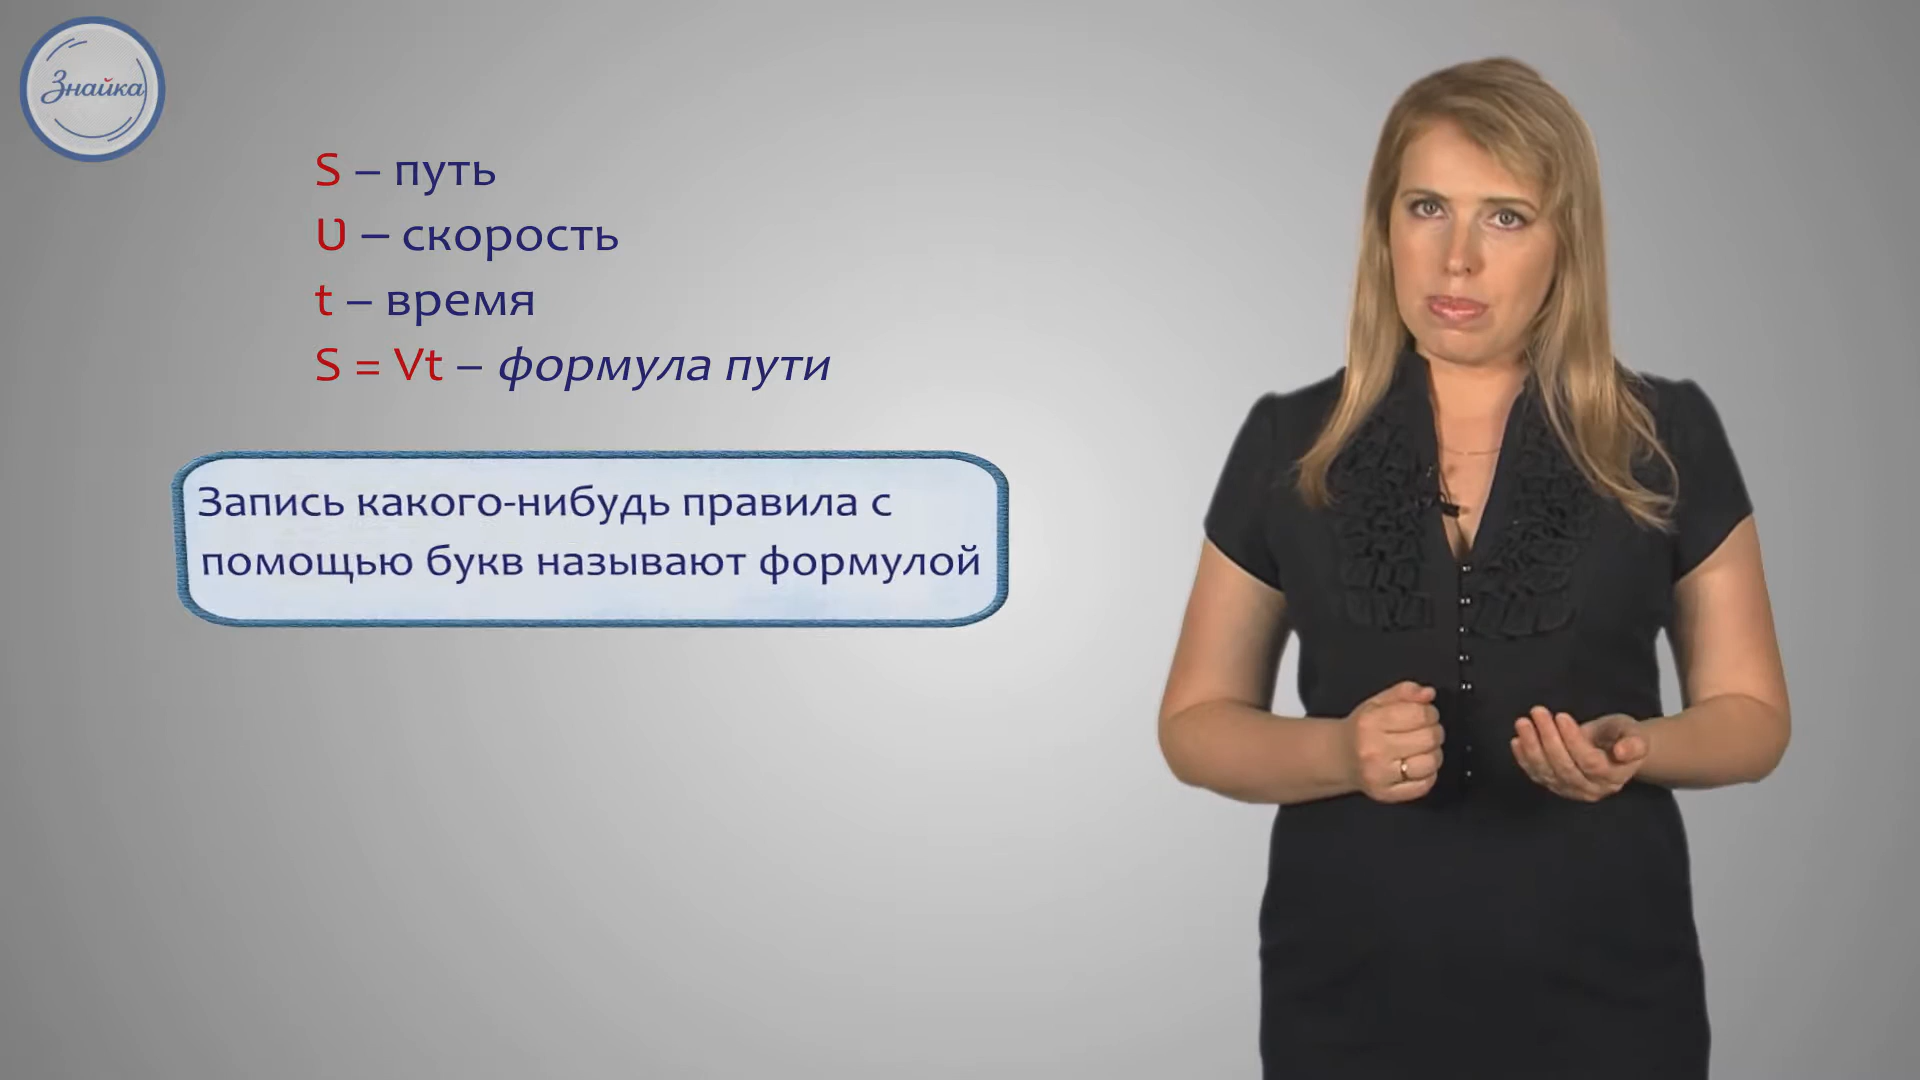 Знайка
S – путь
υ – скорость
t – время
S = Vt – формула пути
Запись какого-нибудь правила с
помощью букв называют формулой